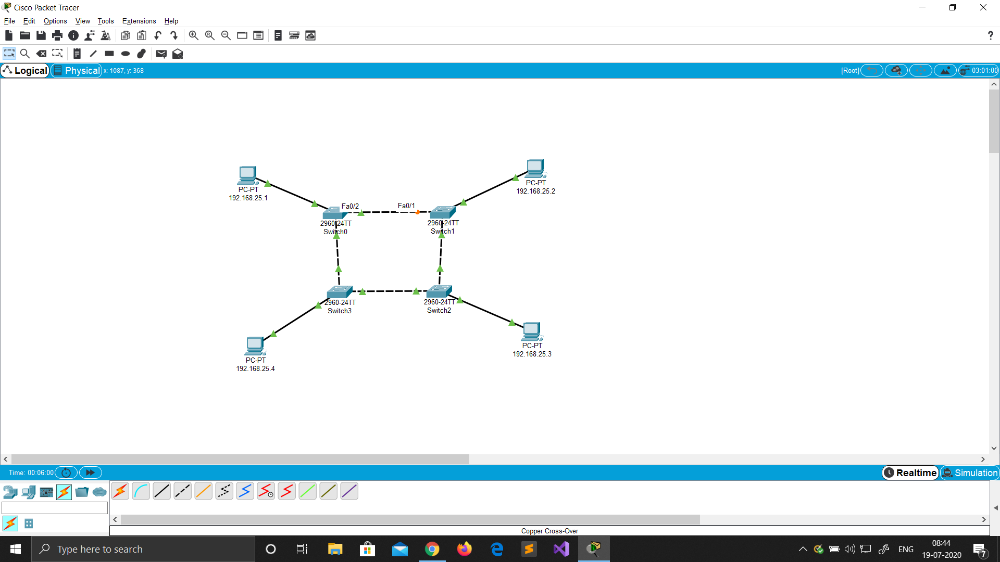 Cisco Packet Tracer
File Edit Options View Tools Extensions Help
?
Logical Physical x: 1087, y: 368 [Root] 03:01:00
PC-PT
192.168.25.1
PC-PT
192.168.25.2
Fa0/2 Fa0/1
2960-24TT
Switch0
2960-24TT
Switch1
2960-24TT
Switch3
2960-24TT
Switch2
PC-PT
192.168.25.3
PC-PT
192.168.25.4
Time: 00:06:00 Realtime Simulation
Copper Cross-Over
Type here to search
ENG
08:44
19-07-2020
7